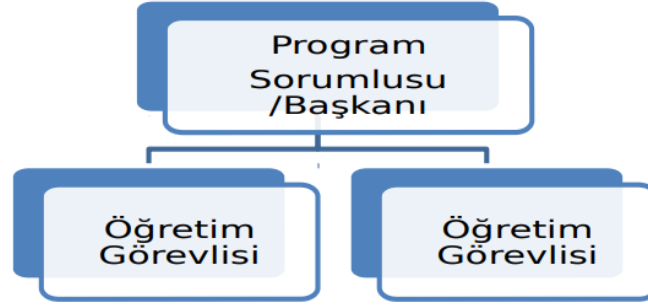 Program
Sorumlusu
/Başkanı
Öğretim
Görevlisi
Öğretim
Görevlisi